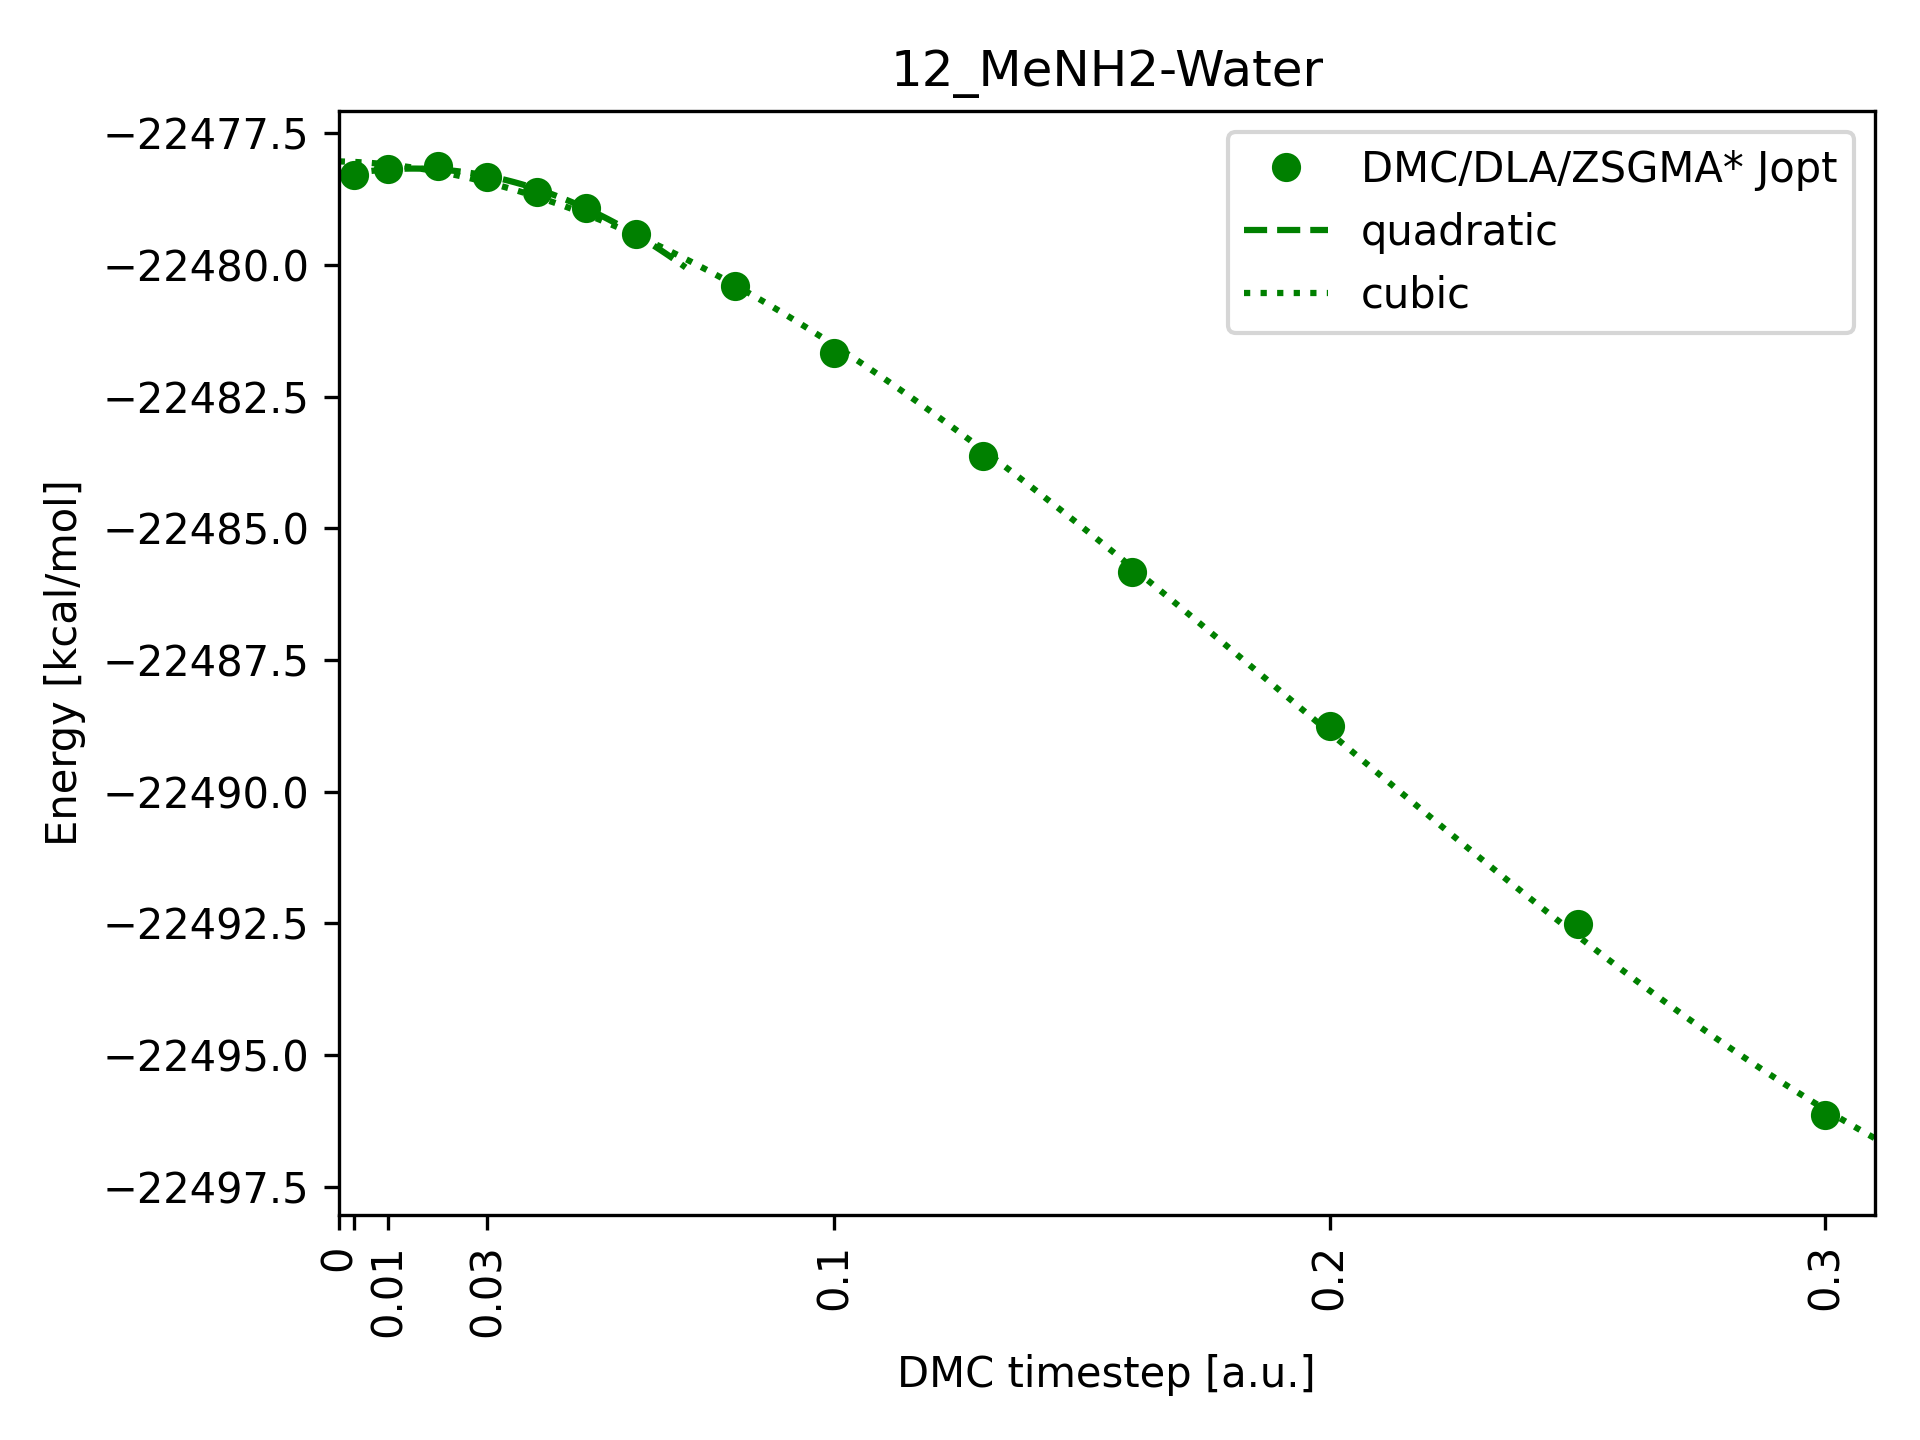 12_MeNH2-Water
DMC/DLA/ZSGMA* Jopt
quadratic
cubic
−22477.5
−22480.0
−22482.5
−22485.0
−22487.5
−22490.0
−22492.5
−22495.0
−22497.5
Energy [kcal/mol]
0
0.01
0.03
0.1
0.2
0.3
DMC timestep [a.u.]